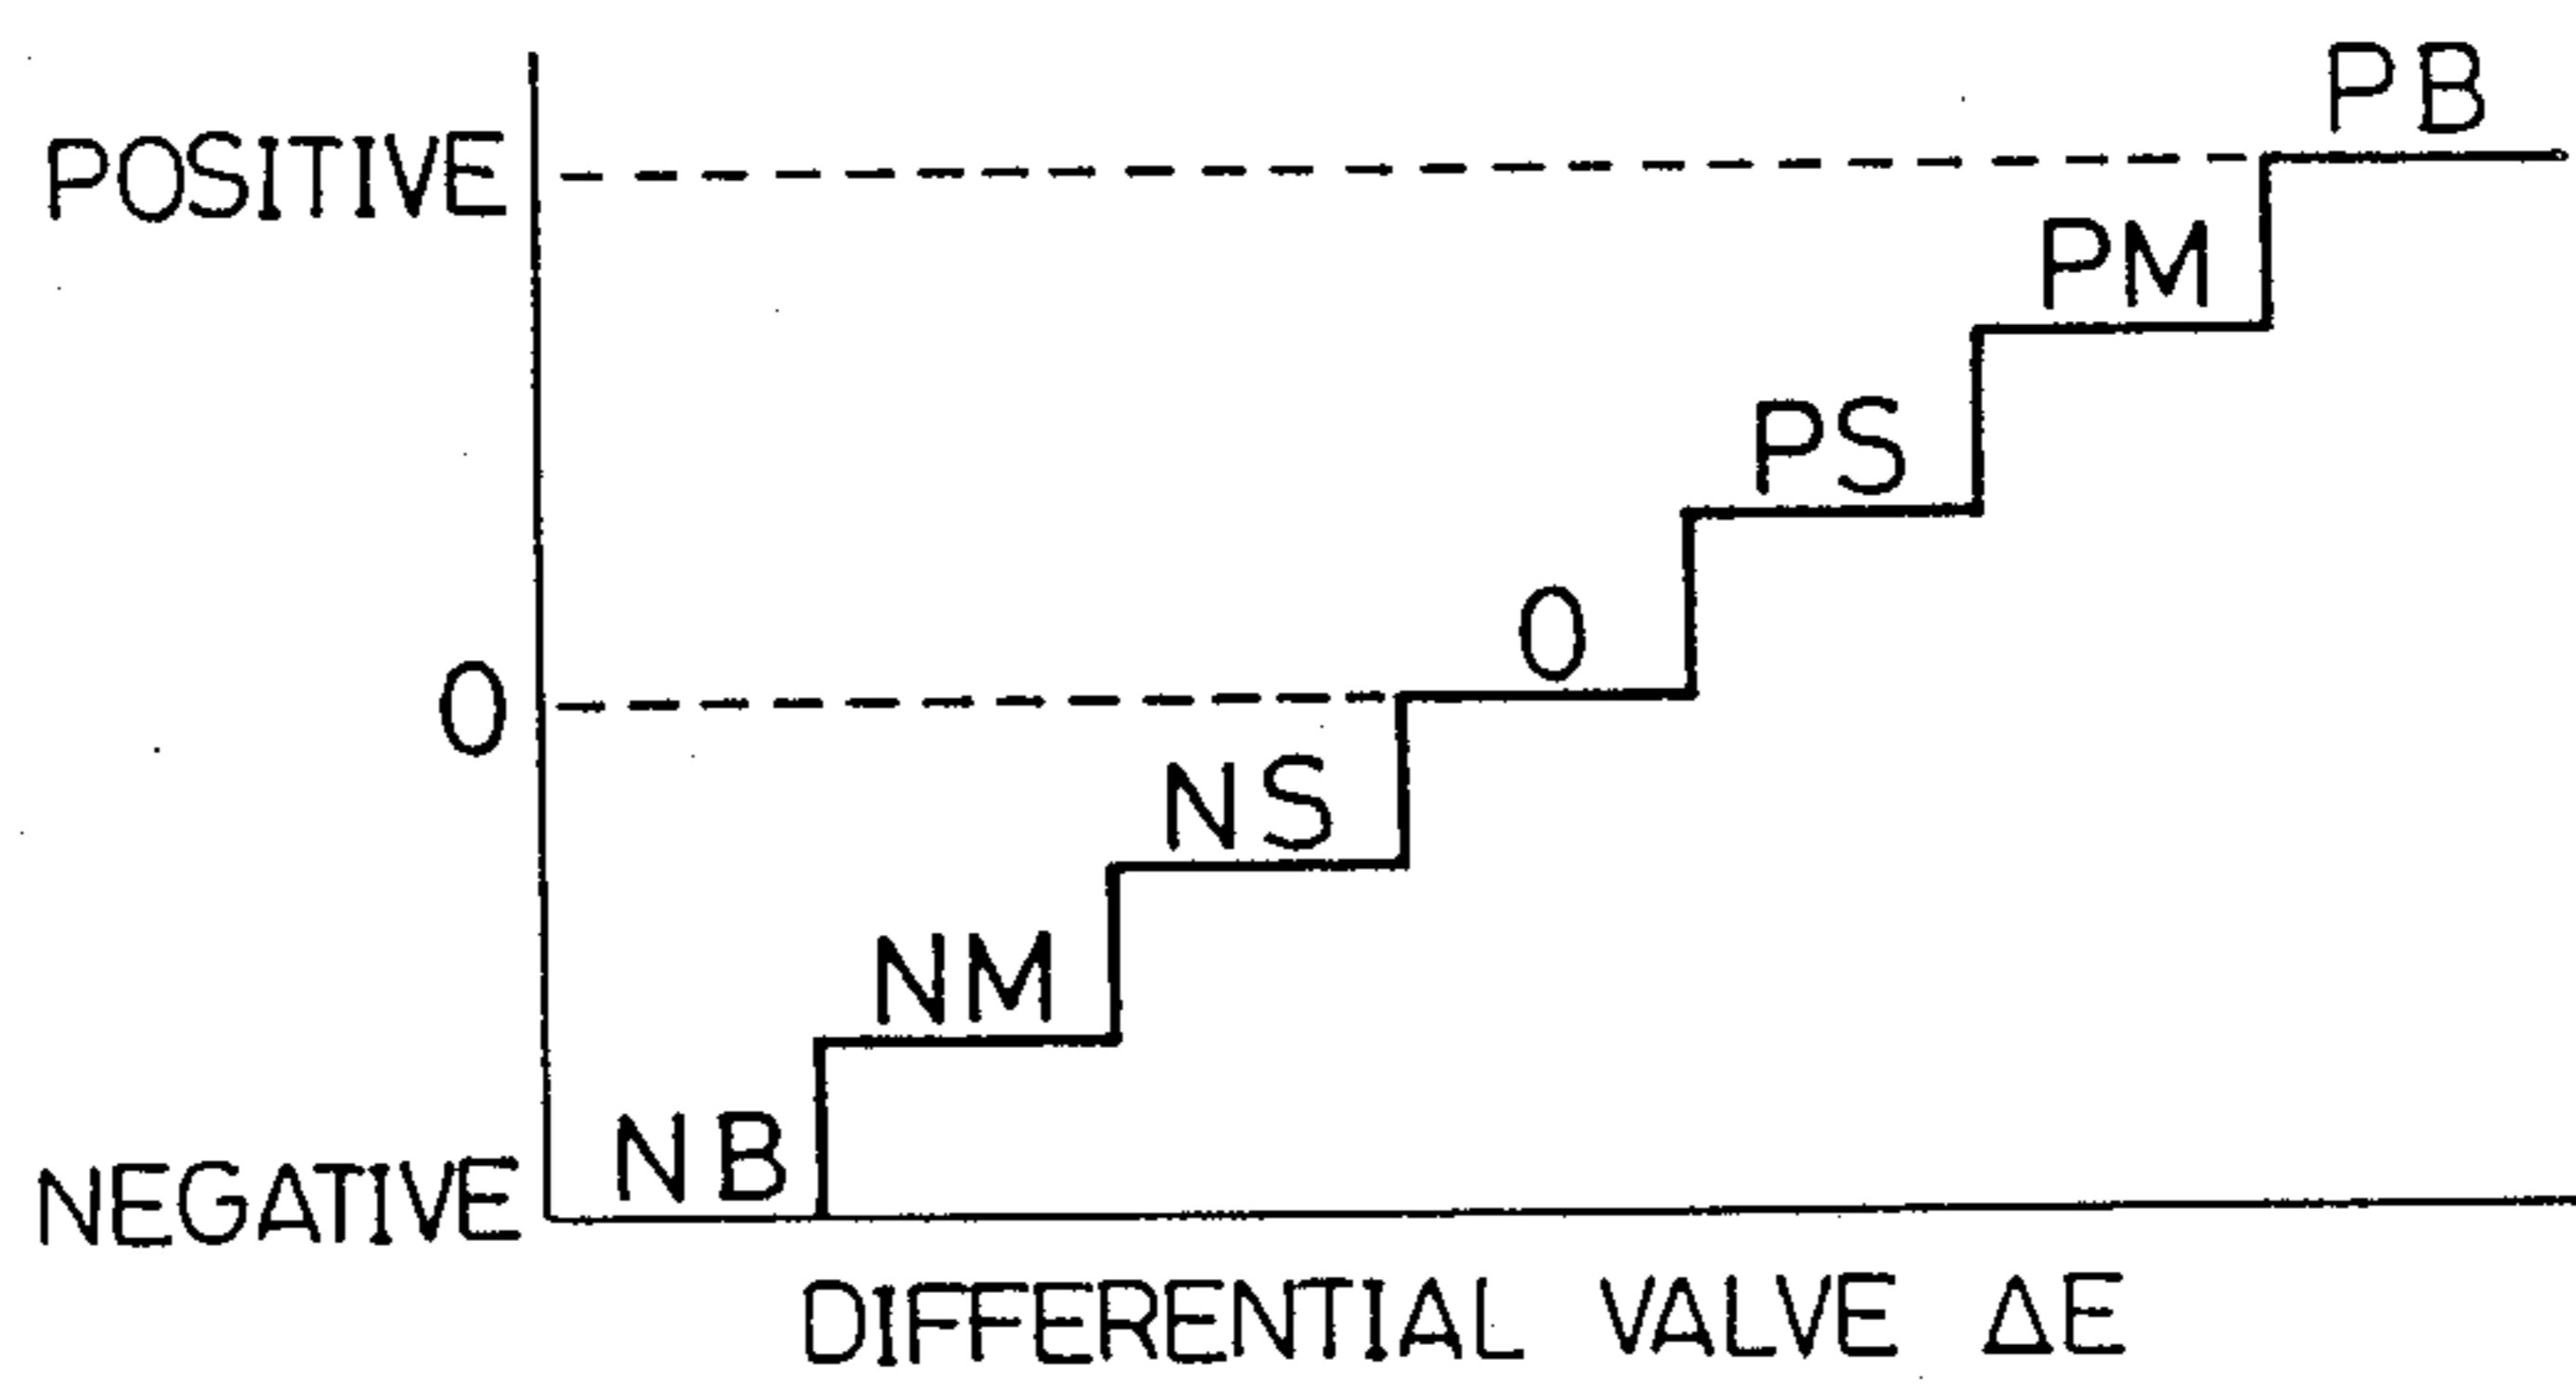 PB
POSITIVE
PM
PS
0
0
NS
NM
NB
NEGATIVE
DIFFERENTIAL VALVE ΔE